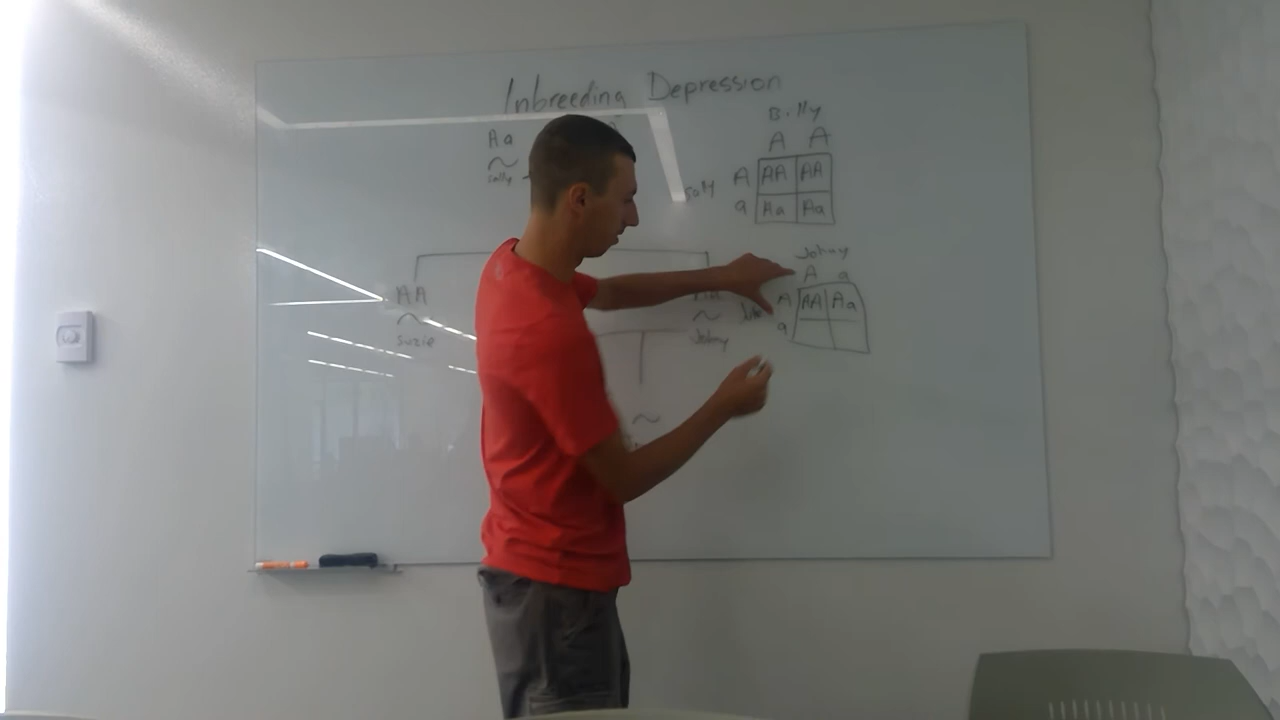 Inbreeding Depression
Aa
sally
Billy
A A
sally A AA AA
a Aa Aa
AA
suzie
Johny
Johny
A a
A AA Aa
a